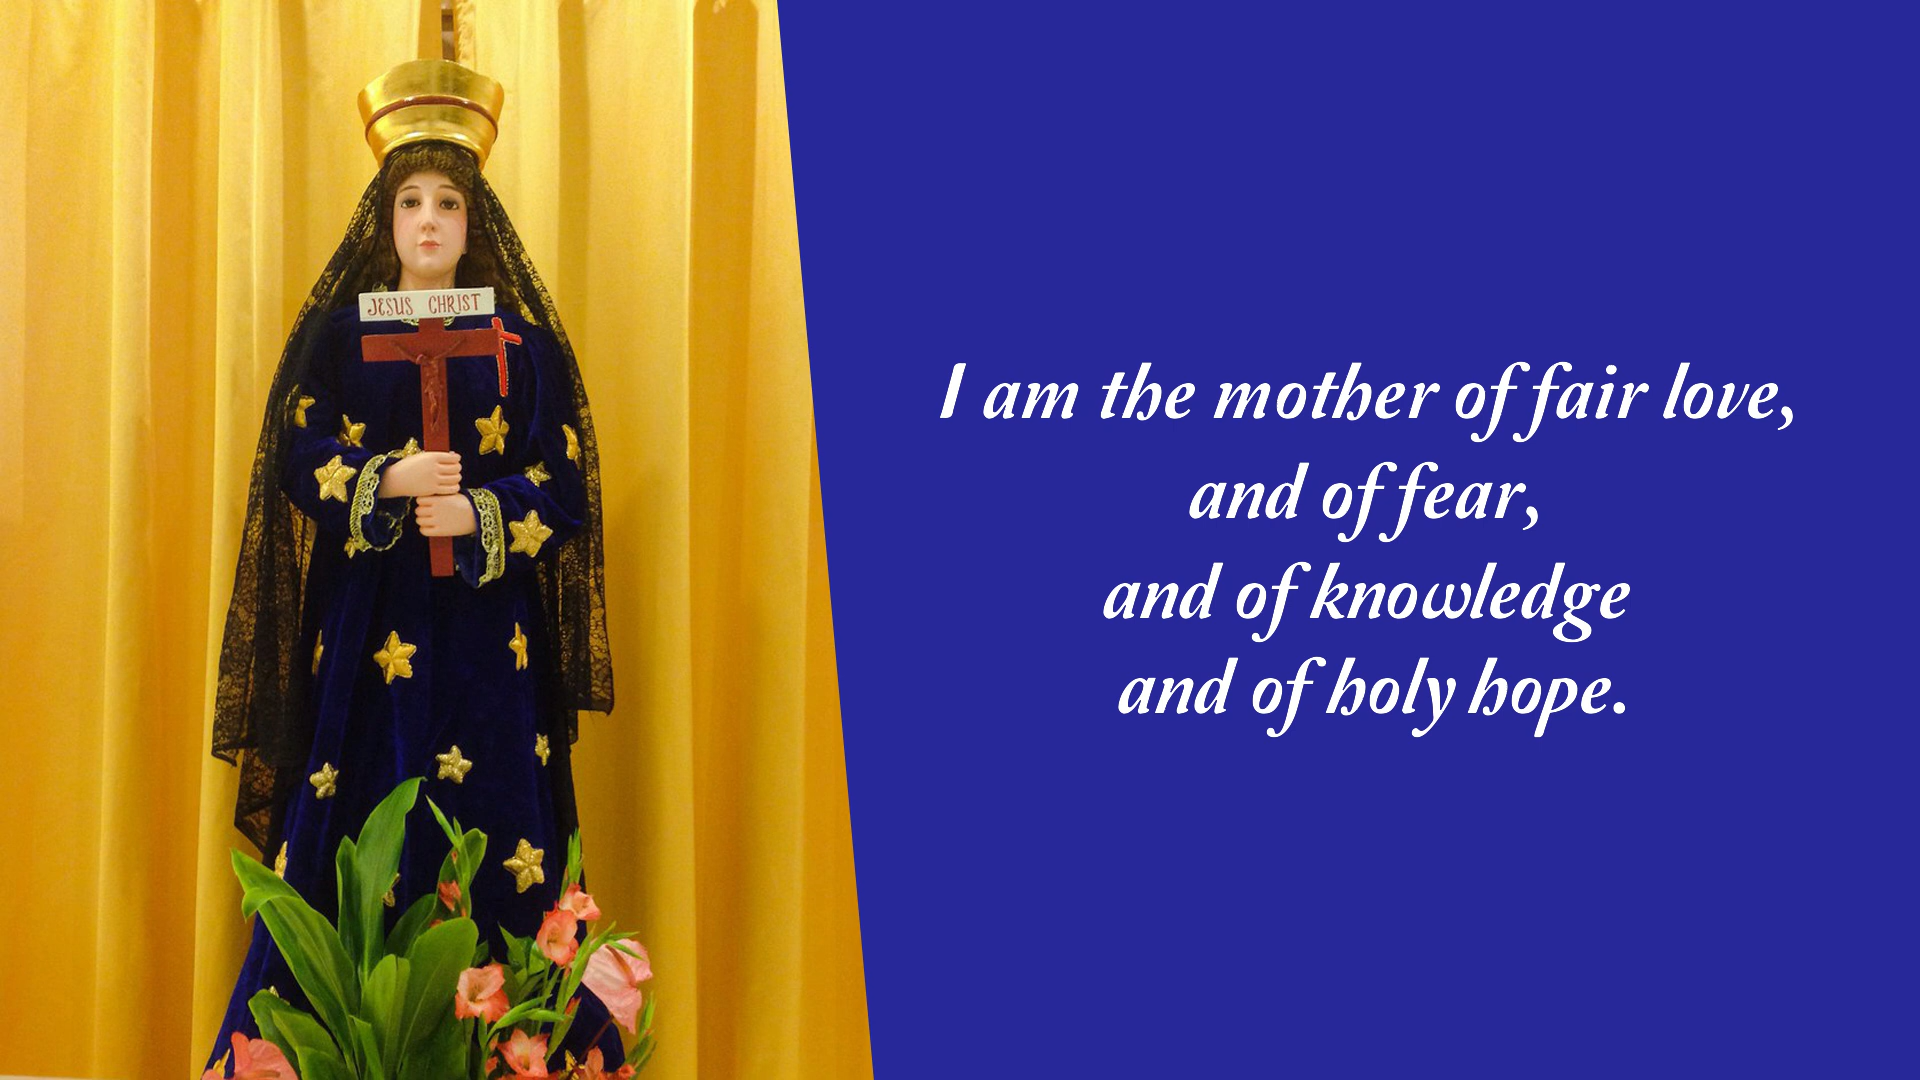 JESUS CHRIST
I am the mother of fair love,
and of fear,
and of knowledge
and of holy hope.